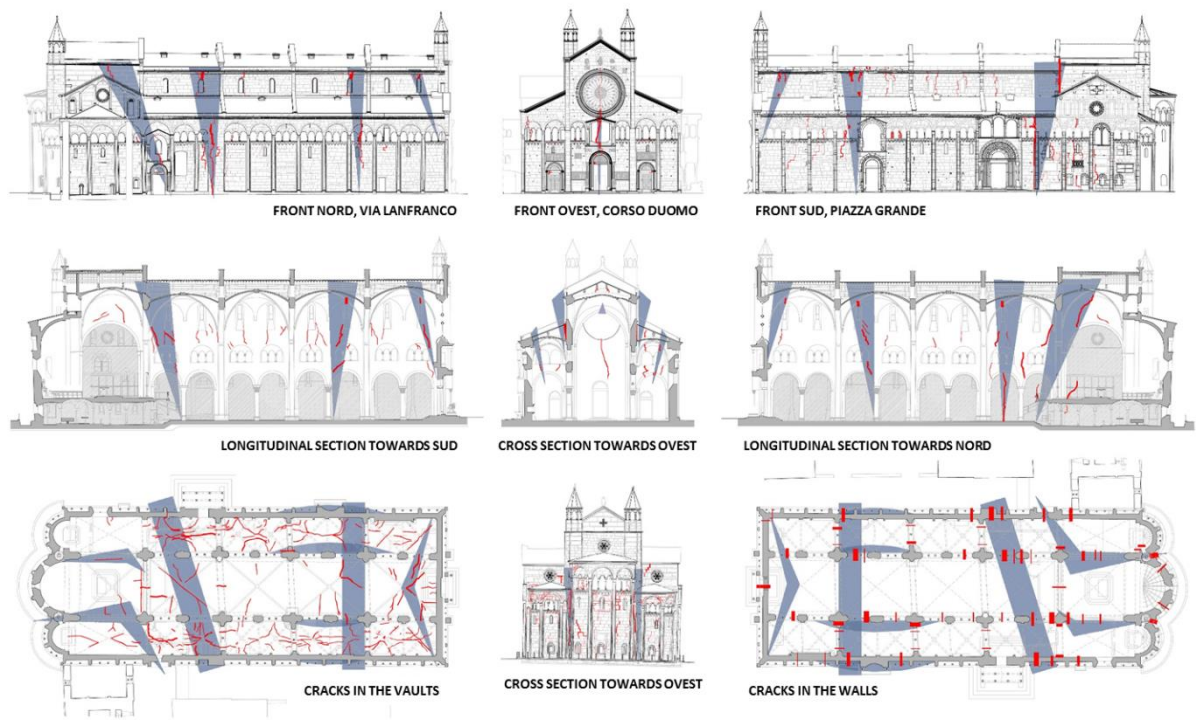 FRONT NORD, VIA LANFRANCO
FRONT OVEST, CORSO DUOMO
FRONT SUD, PIAZZA GRANDE
LONGITUDINAL SECTION TOWARDS SUD
CROSS SECTION TOWARDS OVEST
LONGITUDINAL SECTION TOWARDS NORD
CRACKS IN THE VAULTS
CROSS SECTION TOWARDS OVEST
CRACKS IN THE WALLS